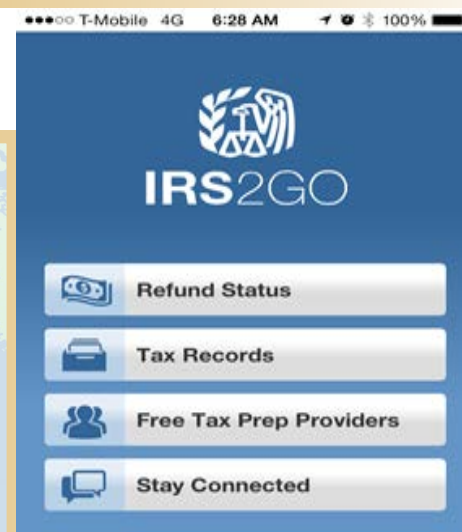 T-Mobile 4G 6:28 AM 100%
IRS2GO
Refund Status
Tax Records
Free Tax Prep Providers
Stay Connected